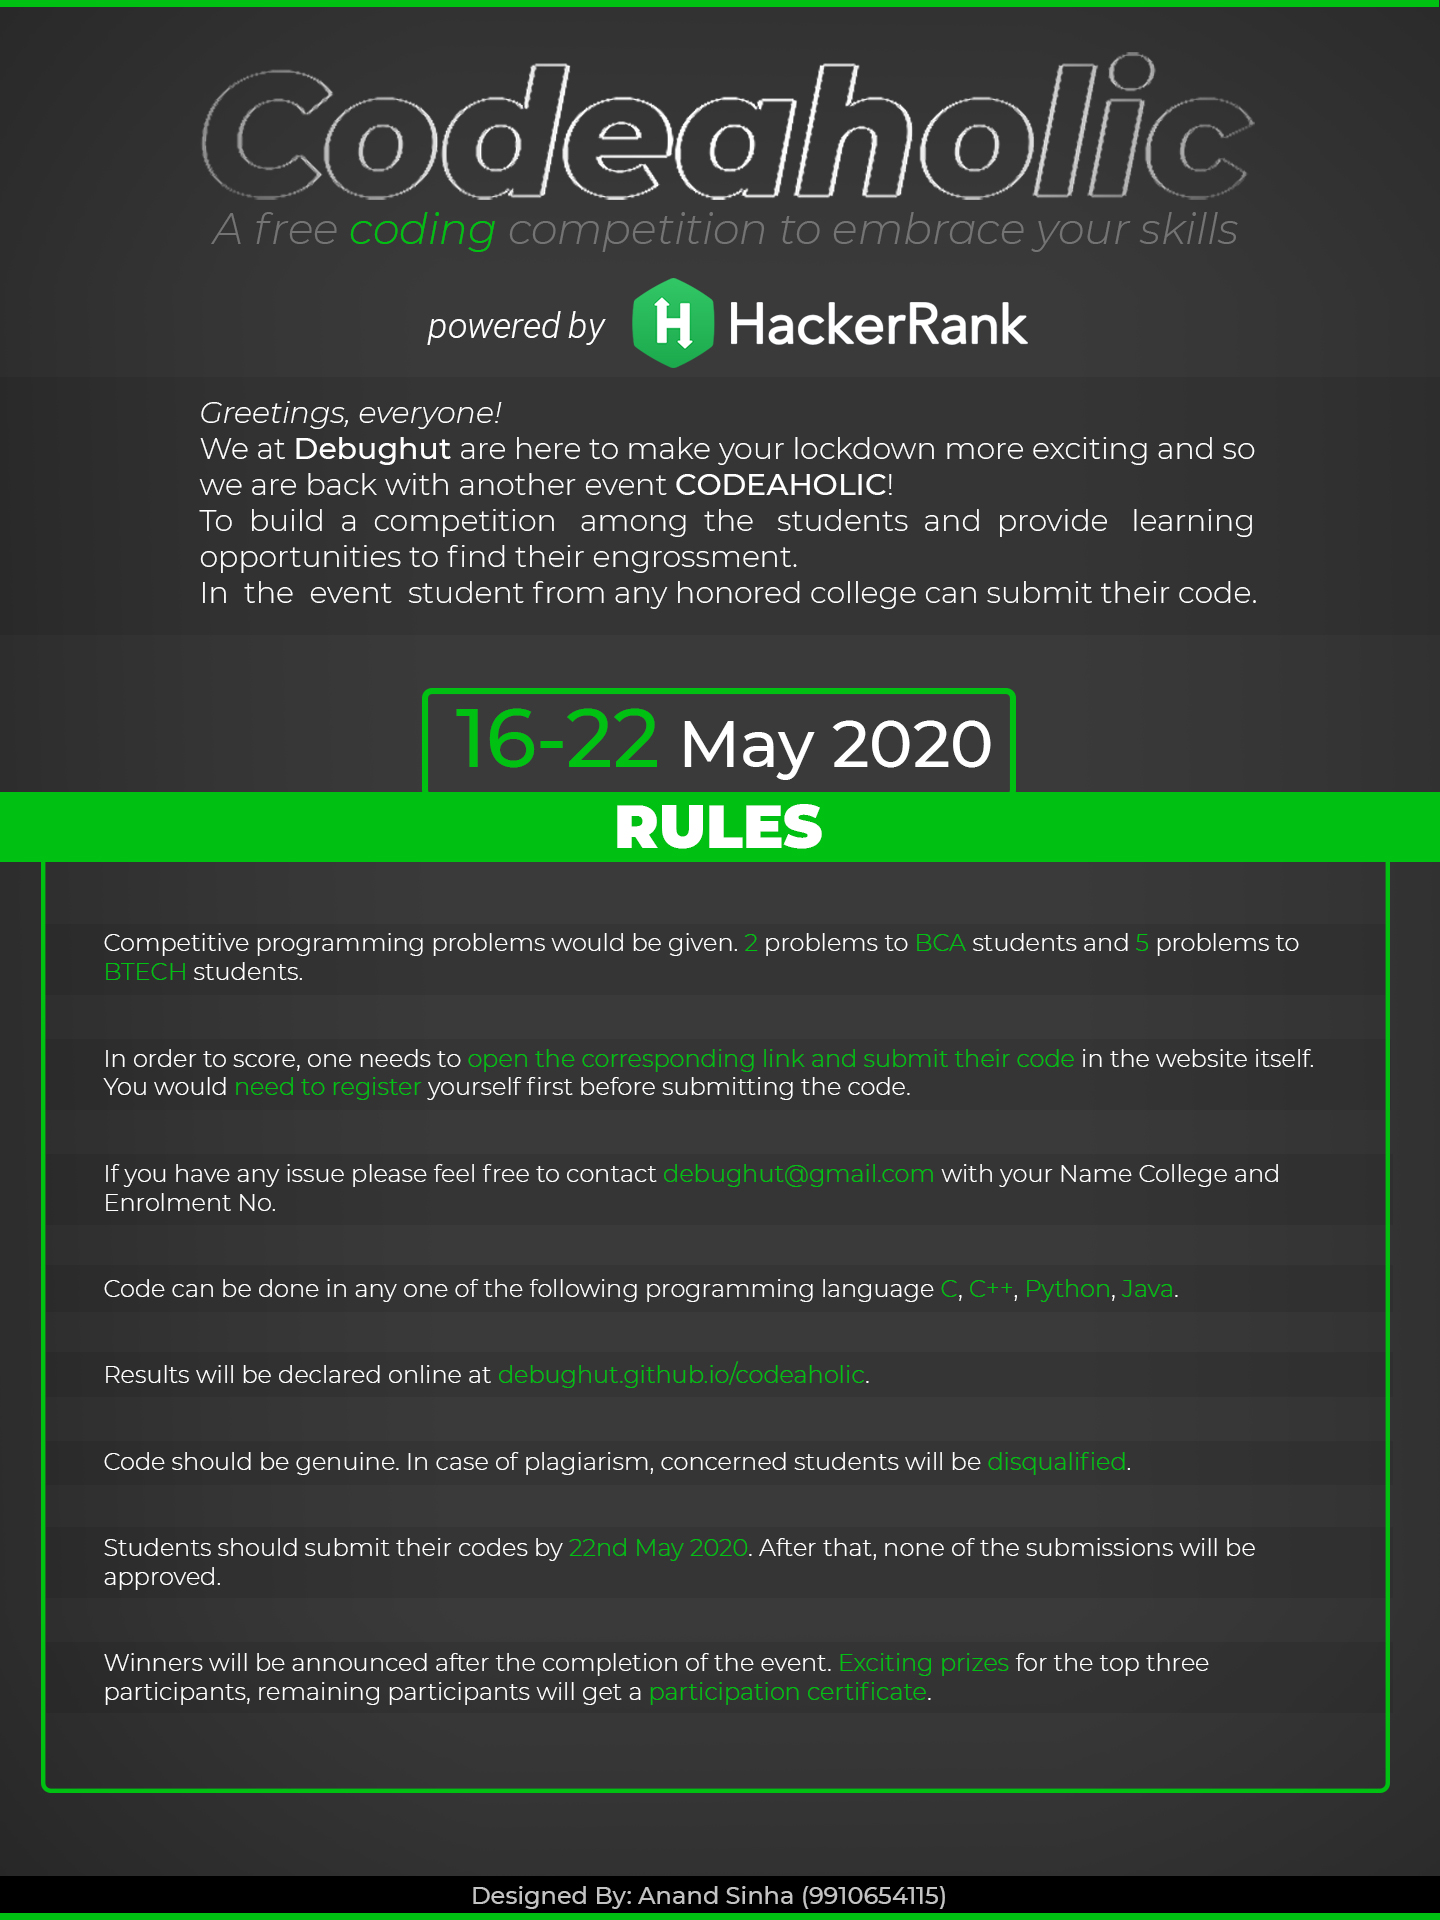 Codeaholic
A free coding competition to embrace your skills
powered by HackerRank
Greetings, everyone!
We at Debughut are here to make your lockdown more exciting and so
we are back with another event CODEAHOLIC!
To build a competition among the students and provide learning
opportunities to find their engrossment.
In the event student from any honored college can submit their code.
16-22 May 2020
RULES
Competitive programming problems would be given. 2 problems to BCA students and 5 problems to
BTECH students.
In order to score, one needs to open the corresponding link and submit their code in the website itself.
You would need to register yourself first before submitting the code.
If you have any issue please feel free to contact debughut@gmail.com with your Name College and
Enrolment No.
Code can be done in any one of the following programming language C, C++, Python, Java.
Results will be declared online at debughut.github.io/codeaholic.
Code should be genuine. In case of plagiarism, concerned students will be disqualified.
Students should submit their codes by 22nd May 2020. After that, none of the submissions will be
approved.
Winners will be announced after the completion of the event. Exciting prizes for the top three
participants, remaining participants will get a participation certificate.
Designed By: Anand Sinha (9910654115)